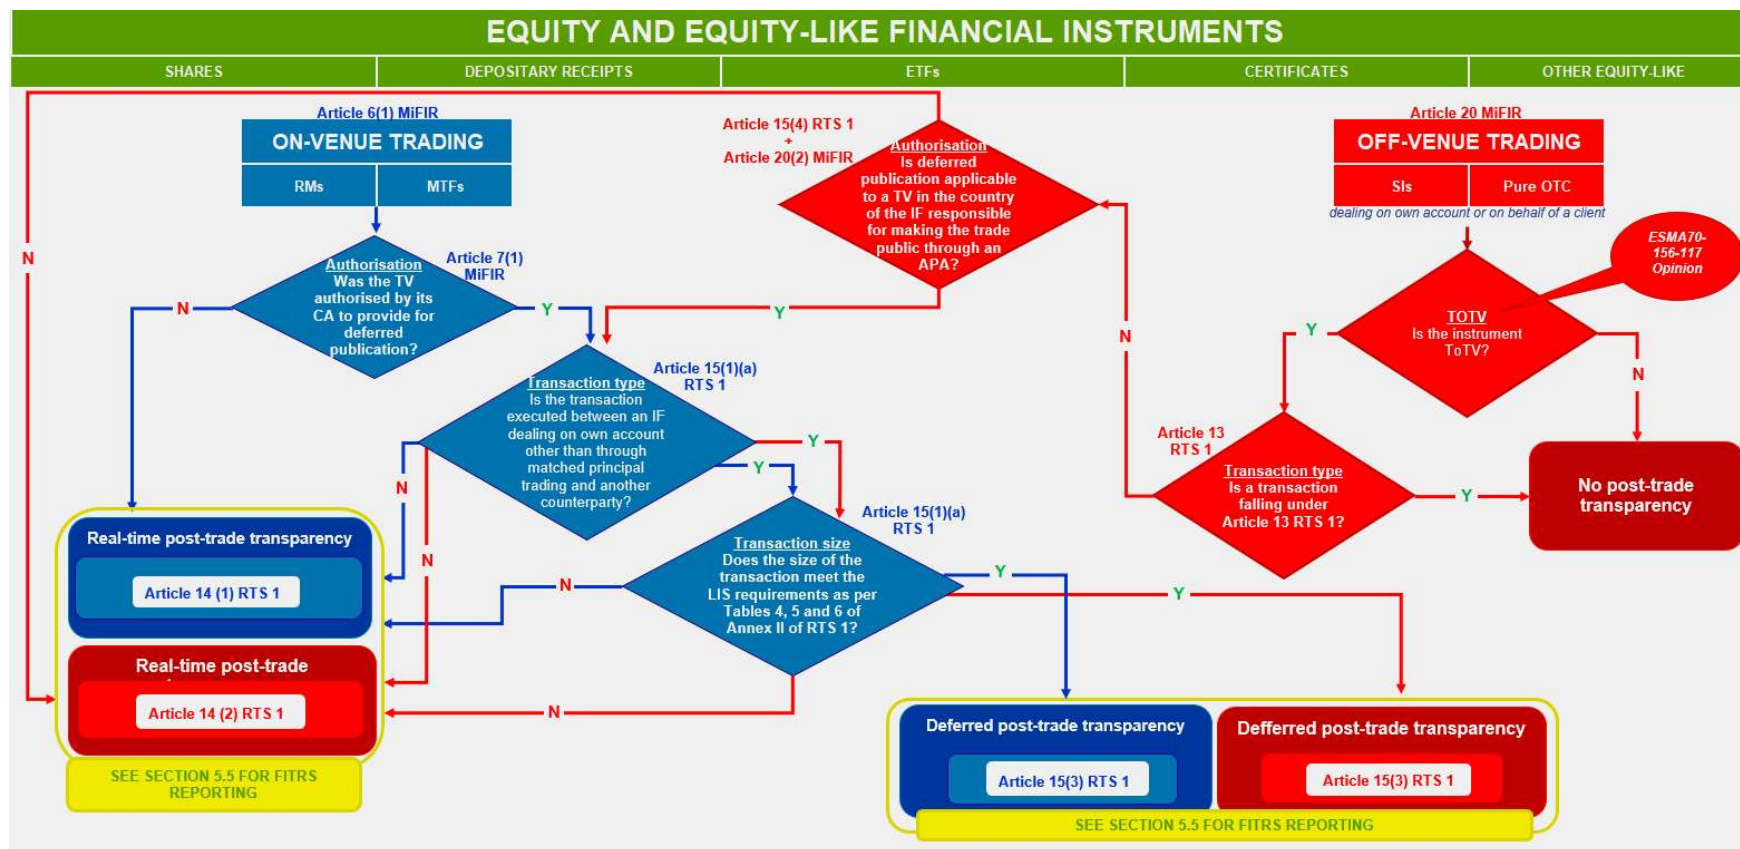 EQUITY AND EQUITY-LIKE FINANCIAL INSTRUMENTS
SHARES
DEPOSITARY RECEIPTS
ETFs
CERTIFICATES
OTHER EQUITY-LIKE
Article 6(1) MiFIR
ON-VENUE TRADING
RMs
MTFs
Article 7(1)
MiFIR
Authorisation
Was the TV
authorised by its
CA to provide for
deferred
publication?
N
Y
Article 15(4) RTS 1
+
Article 20(2) MiFIR
Authorisation
Is deferred
publication applicable
to a TV in the country
of the IF responsible
for making the trade
public through an
APA?
N
Y
Article 20 MiFIR
OFF-VENUE TRADING
SIs
Pure OTC
dealing on own account or on behalf of a client
ESMA70-
156-117
Opinion
TOTV
Is the instrument
ToTV?
Y
N
Article 13
RTS 1
Transaction type
Is a transaction
falling under
Article 13 RTS 1?
N
Y
No post-trade
transparency
Article 15(1)(a)
RTS 1
Transaction type
Is the transaction
executed between an IF
dealing on own account
other than through
matched principal
trading and another
counterparty?
Y
Y
N
N
Article 15(1)(a)
RTS 1
Transaction size
Does the size of the
transaction meet the
LIS requirements as per
Tables 4, 5 and 6 of
Annex II of RTS 1?
N
Y
Y
N
Real-time post-trade transparency
Article 14 (1) RTS 1
Real-time post-trade
Article 14 (2) RTS 1
SEE SECTION 5.5 FOR FITRS
REPORTING
Deferred post-trade transparency
Article 15(3) RTS 1
Defferred post-trade transparency
Article 15(3) RTS 1
SEE SECTION 5.5 FOR FITRS REPORTING